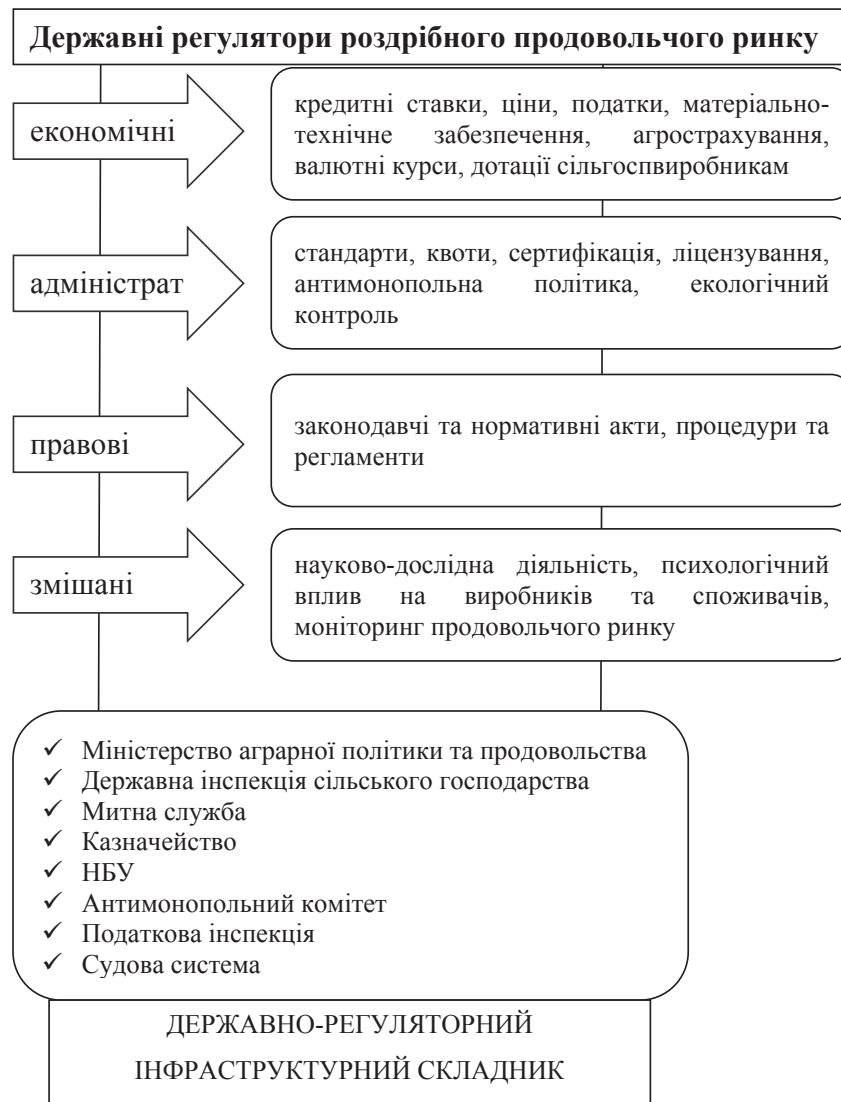 Державні регулятори роздрібного продовольчого ринку
економічні
кредитні ставки, ціни, податки, матеріально-
технічне забезпечення, агрострахування,
валютні курси, дотації сільгоспвиробникам
адміністрат
стандарти, квоти, сертифікація, ліцензування,
антимонопольна політика, екологічний
контроль
правові
законодавчі та нормативні акти, процедури та
регламенти
змішані
науково-дослідна діяльність, психологічний
вплив на виробників та споживачів,
моніторинг продовольчого ринку
✓ Міністерство аграрної політики та продовольства
✓ Державна інспекція сільського господарства
✓ Митна служба
✓ Казначейство
✓ НБУ
✓ Антимонопольний комітет
✓ Податкова інспекція
✓ Судова система
ДЕРЖАВНО-РЕГУЛЯТОРНИЙ
ІНФРАСТРУКТУРНИЙ СКЛАДНИК